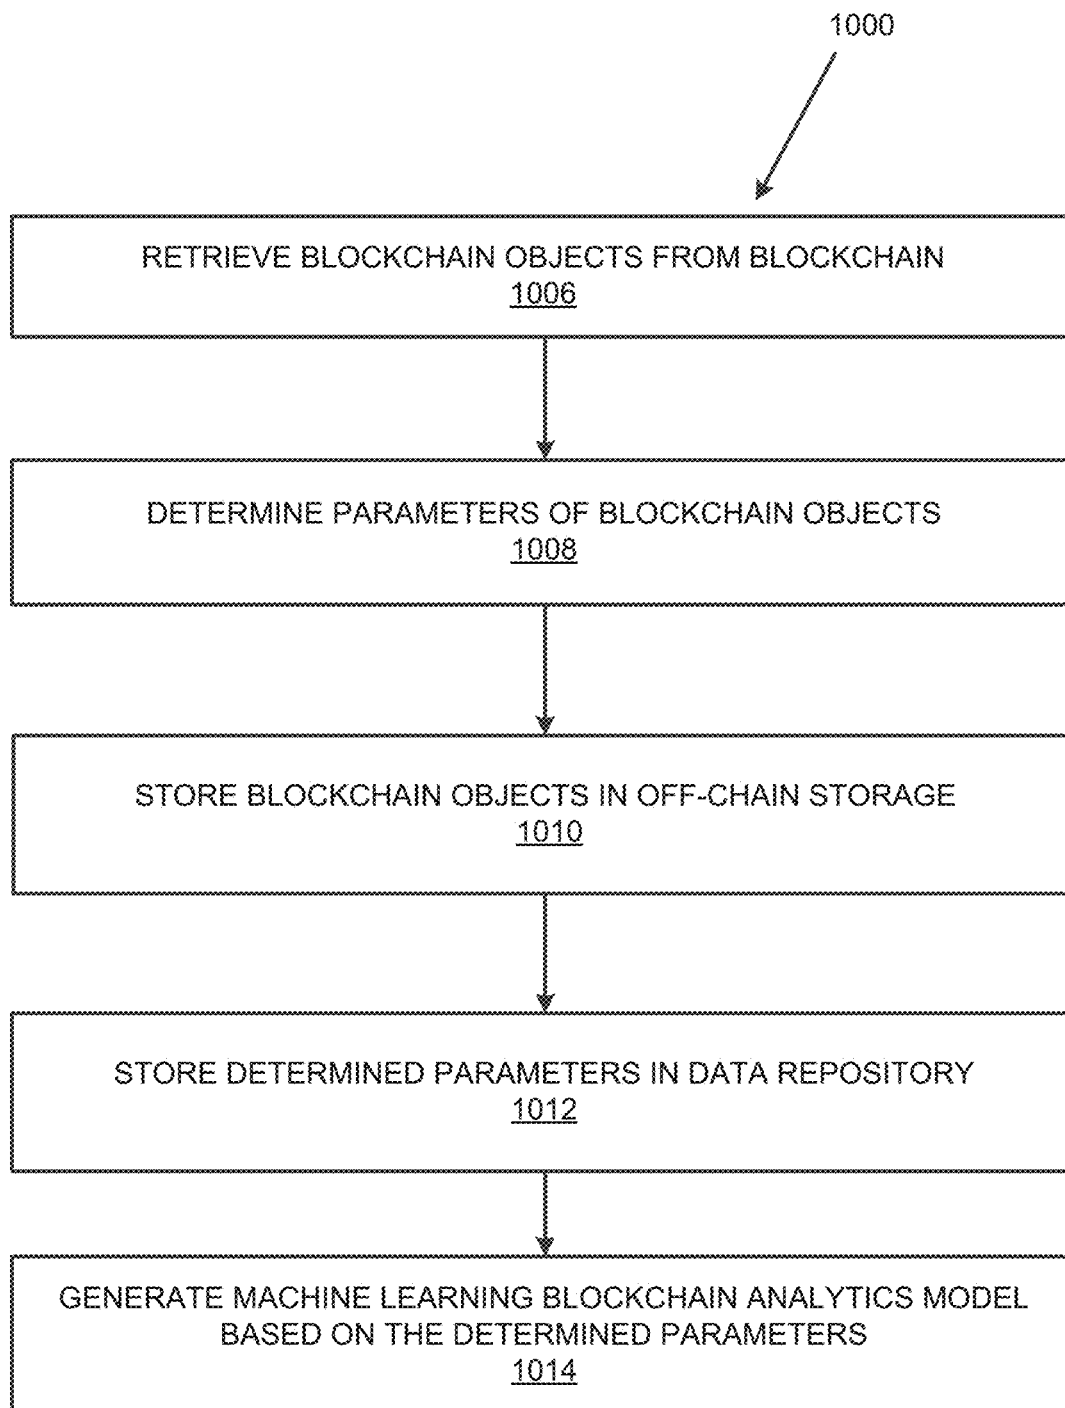 1000
RETRIEVE BLOCKCHAIN OBJECTS FROM BLOCKCHAIN
1006
DETERMINE PARAMETERS OF BLOCKCHAIN OBJECTS
1008
STORE BLOCKCHAIN OBJECTS IN OFF-CHAIN STORAGE
1010
STORE DETERMINED PARAMETERS IN DATA REPOSITORY
1012
GENERATE MACHINE LEARNING BLOCKCHAIN ANALYTICS MODEL
BASED ON THE DETERMINED PARAMETERS
1014